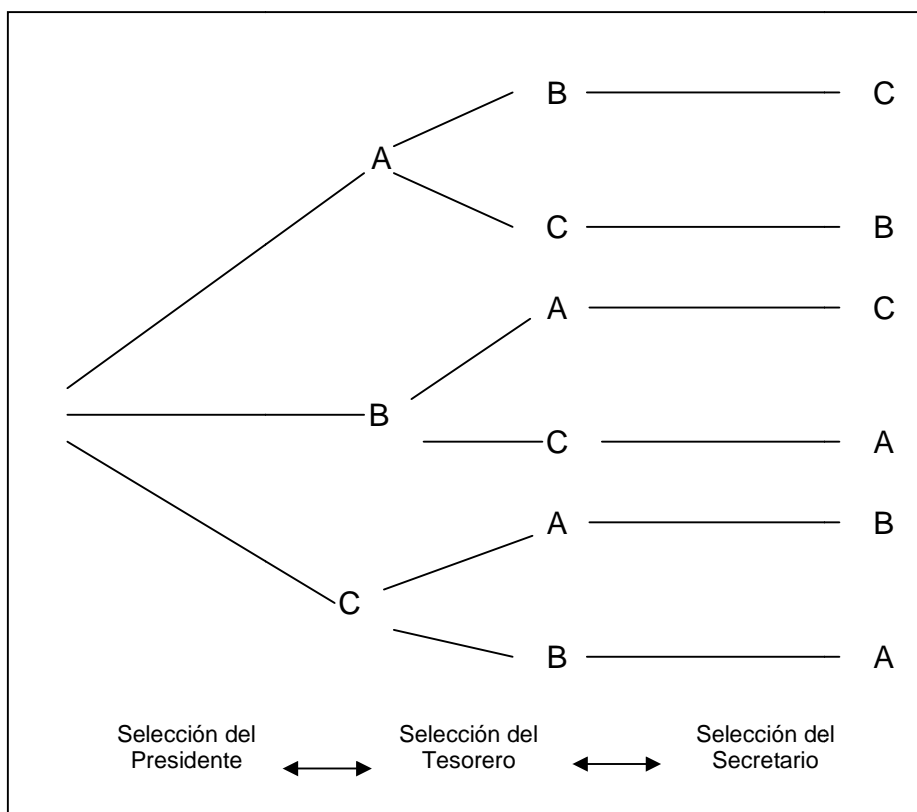 B C
A
C B
A C
B
C A
A B
C
B A
Selección del Presidente
Selección del Tesorero
Selección del Secretario